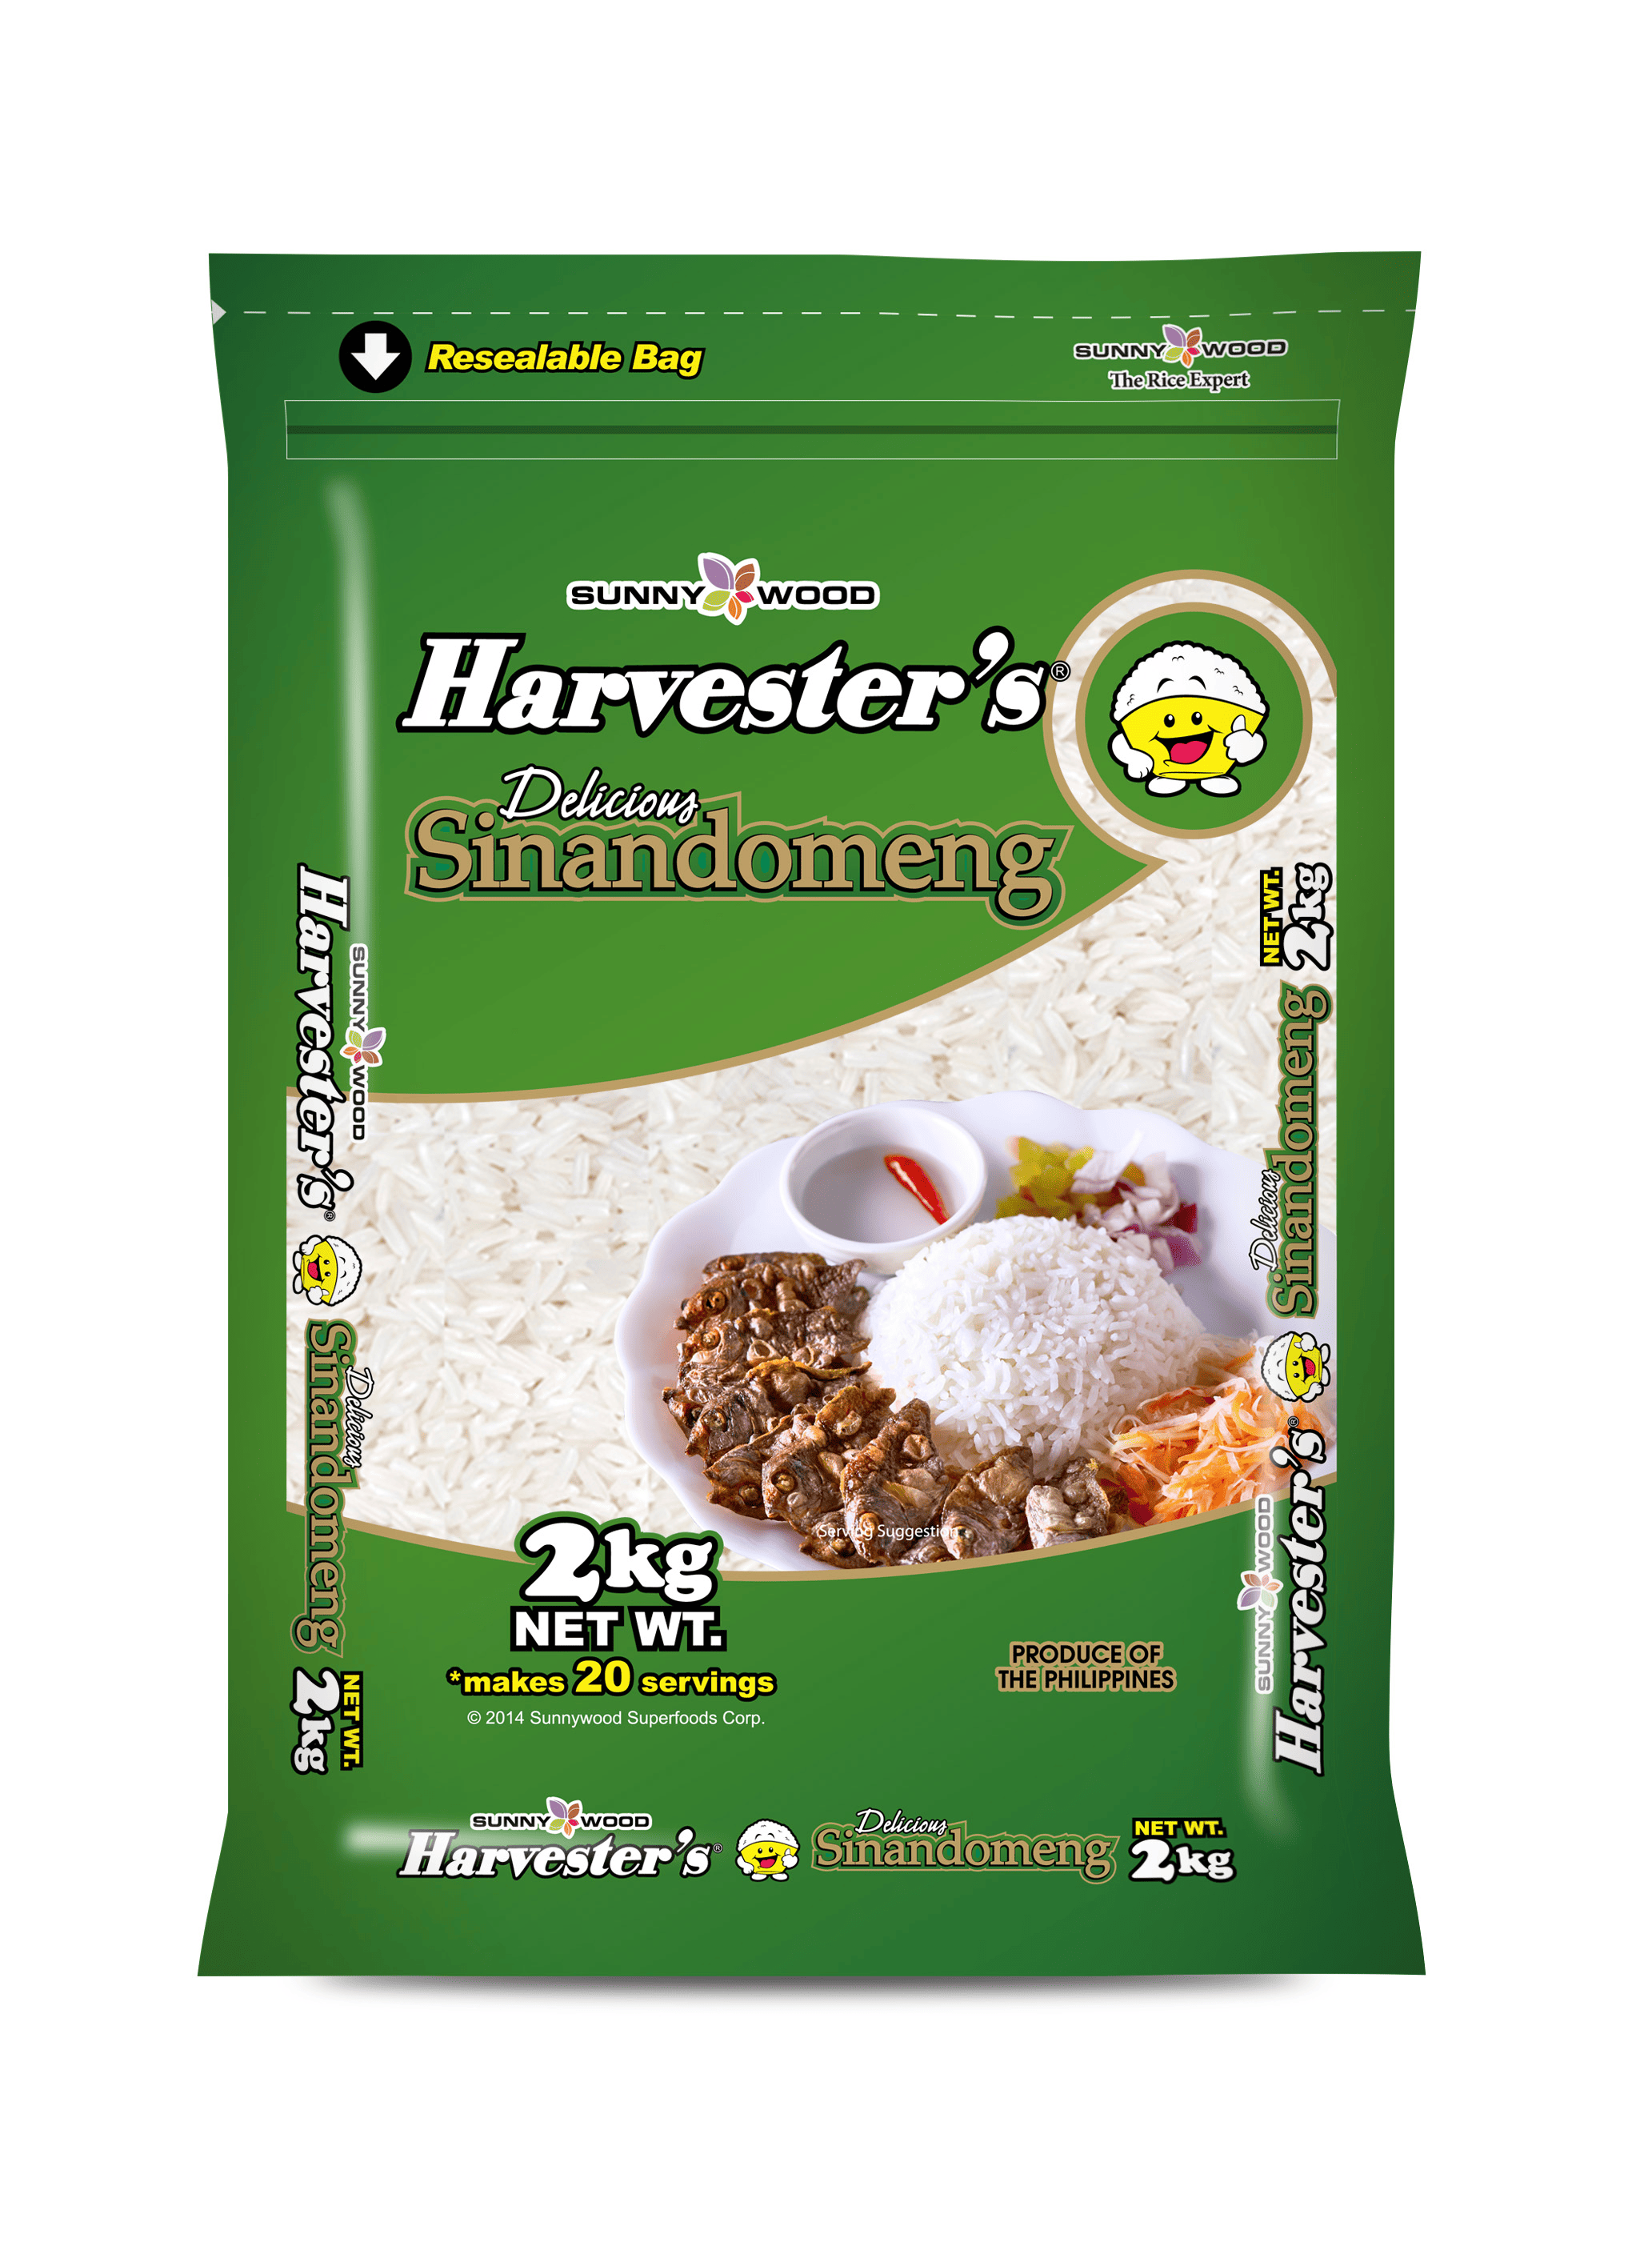 Resealable Bag
SUNNYWOOD
The Rice Expert
SUNNYWOOD
Harvester's®
Delicious
Sinandomeng
SUNNYWOOD
Harvester's®
Delicious
Sinandomeng
NET WT.
2kg
NET WT.
2kg
Delicious
Sinandomeng
SUNNYWOOD
Harvester's®
Serving Suggestion
2kg
NET WT.
*makes 20 servings
© 2014 Sunnywood Superfoods Corp.
PRODUCE OF
THE PHILIPPINES
SUNNYWOOD
Harvester's®
Delicious
Sinandomeng
NET WT.
2kg